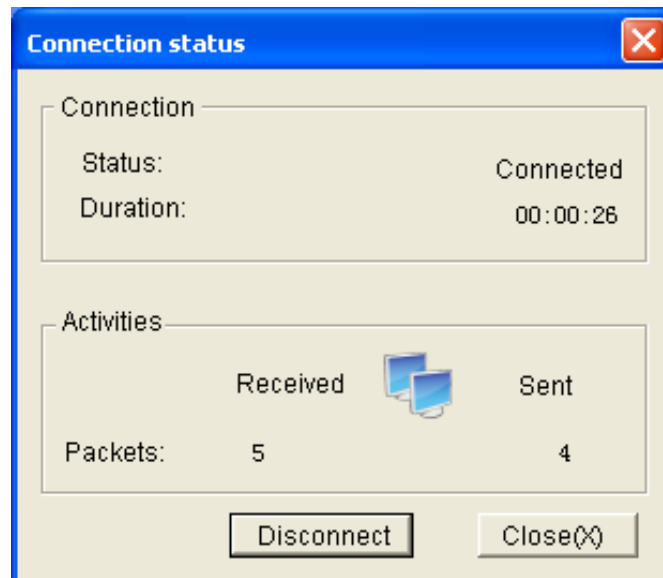 Connection status
Connection
Status: Connected
Duration: 00:00:26
Activities
Received Sent
Packets: 5 4
Disconnect Close(X)